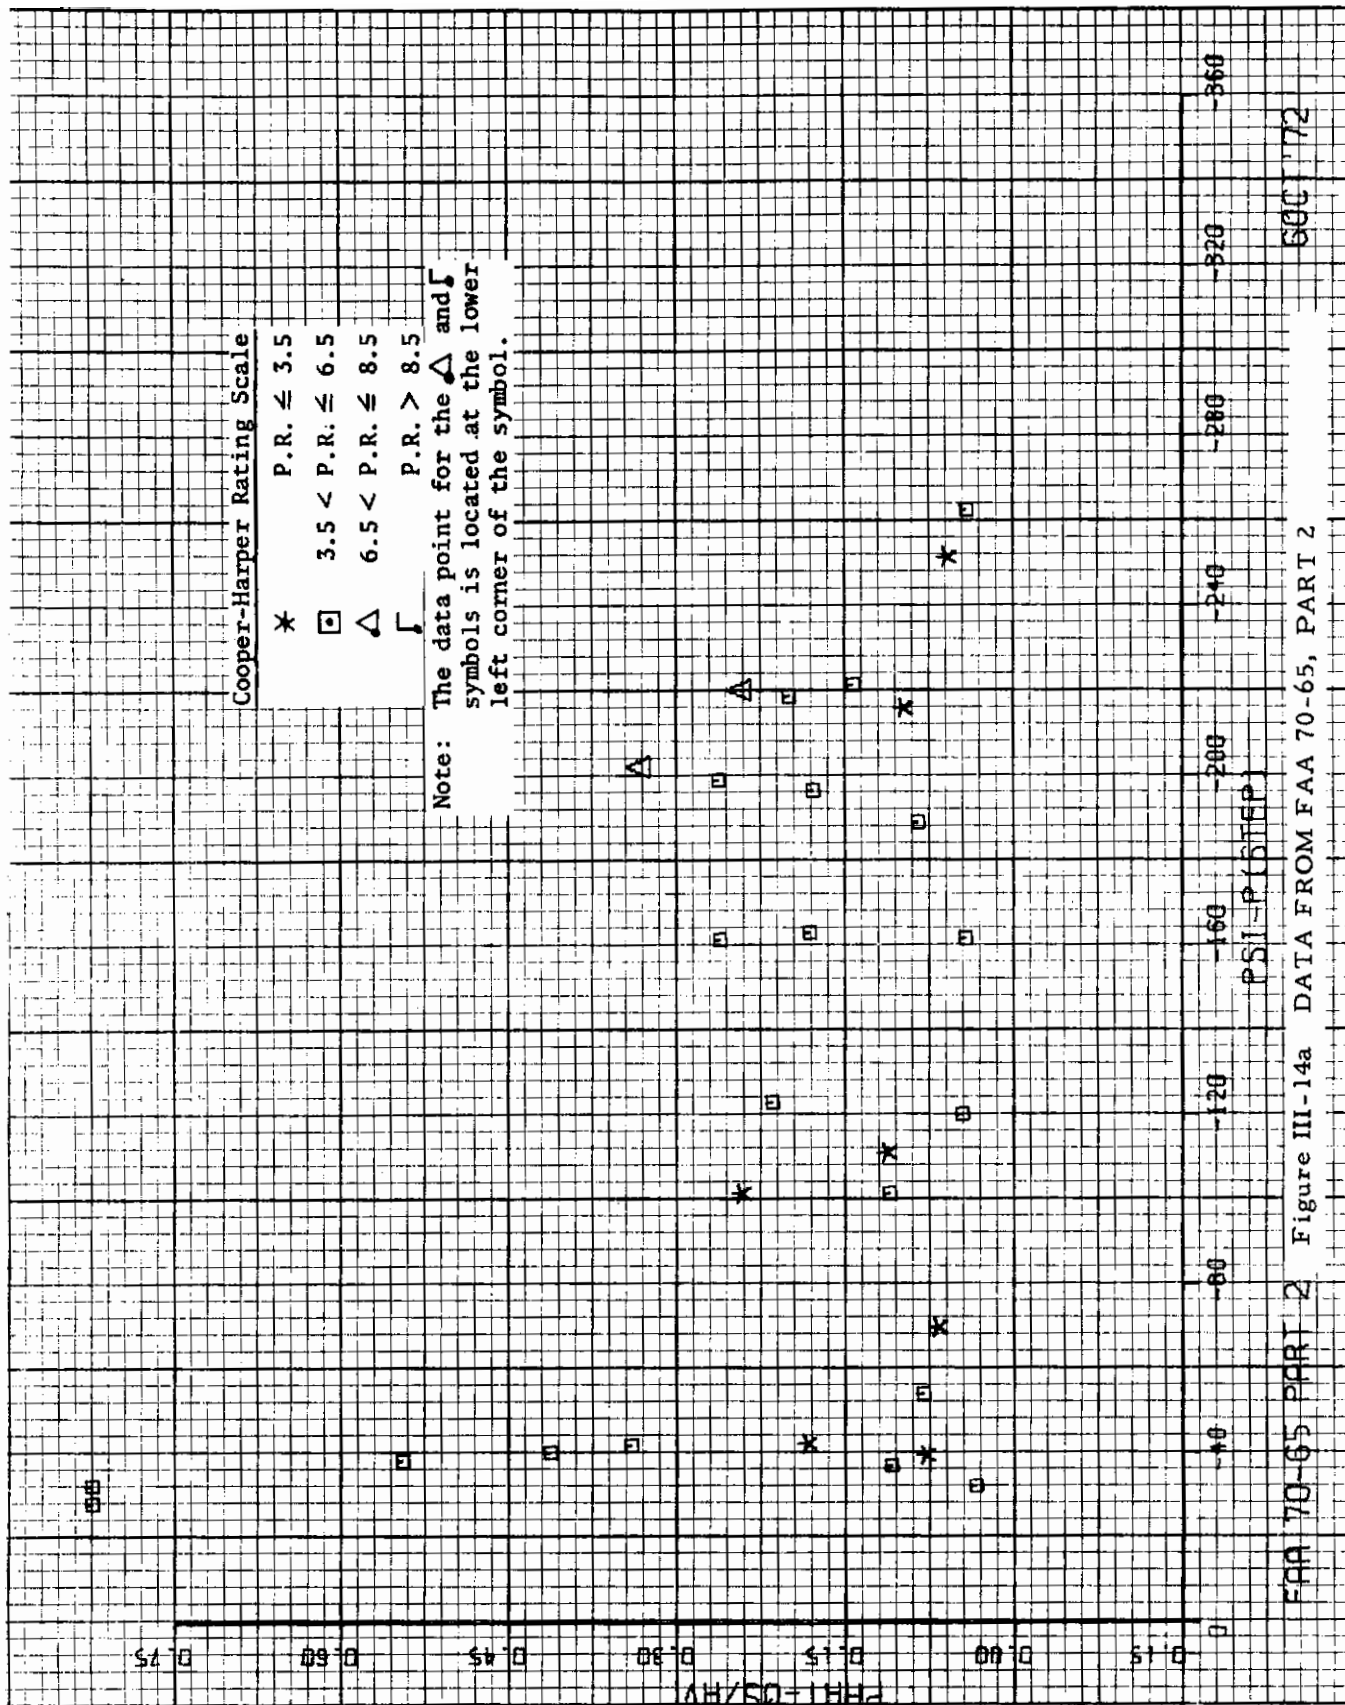 Cooper-Harper Rating Scale
P.R. ≤ 3.5
3.5 < P.R. ≤ 6.5
6.5 < P.R. ≤ 8.5
P.R. > 8.5
Note: The data point for the △ and Γ
symbols is located at the lower
left corner of the symbol.
0.75
0.60
0.45
0.30
0.15
0.00
0.15
0
-40
-80
-120
-160
-200
-240
-280
-320
-360
PSI-P(STEP)
FAA 70-65 PART 2
6OCT'72
Figure III-14a DATA FROM FAA 70-65, PART 2